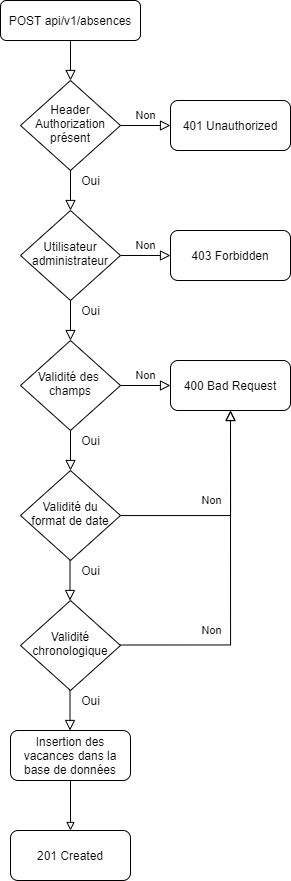 POST api/v1/absences
Header
Authorization
présent
Non
401 Unauthorized
Oui
Utilisateur
administrateur
Non
403 Forbidden
Oui
Validité des
champs
Non
400 Bad Request
Oui
Validité du
format de date
Non
Oui
Validité
chronologique
Non
Oui
Insertion des
vacances dans la
base de données
201 Created